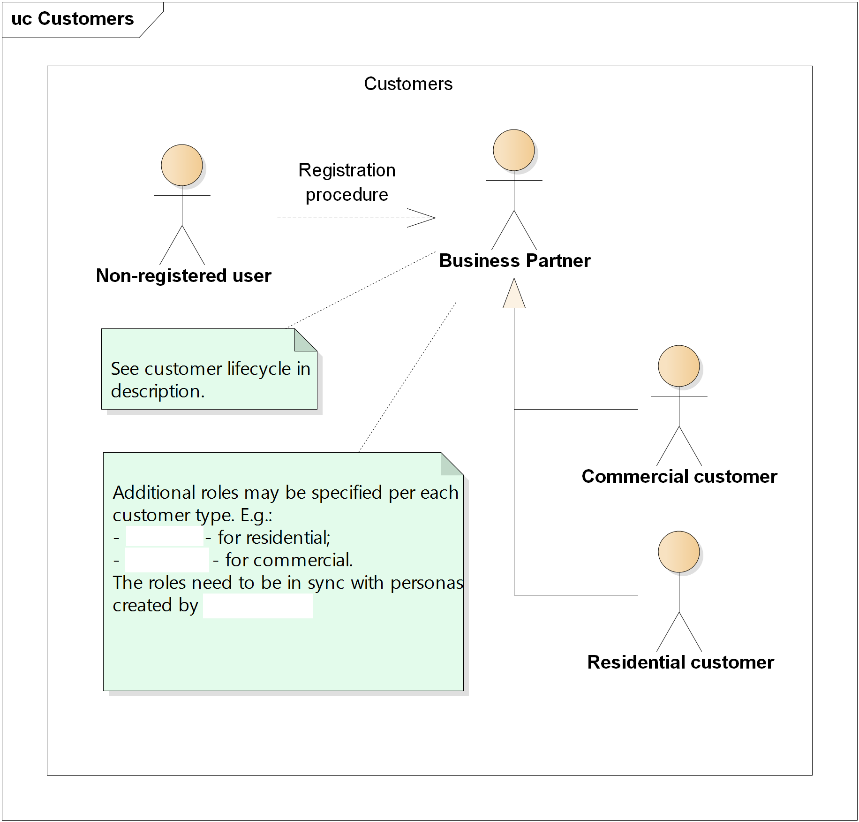 uc Customers
Customers
Registration
procedure
Non-registered user
Business Partner
See customer lifecycle in
description.
Commercial customer
Additional roles may be specified per each
customer type. E.g.:
- - for residential;
- - for commercial.
The roles need to be in sync with personas
created by
Residential customer